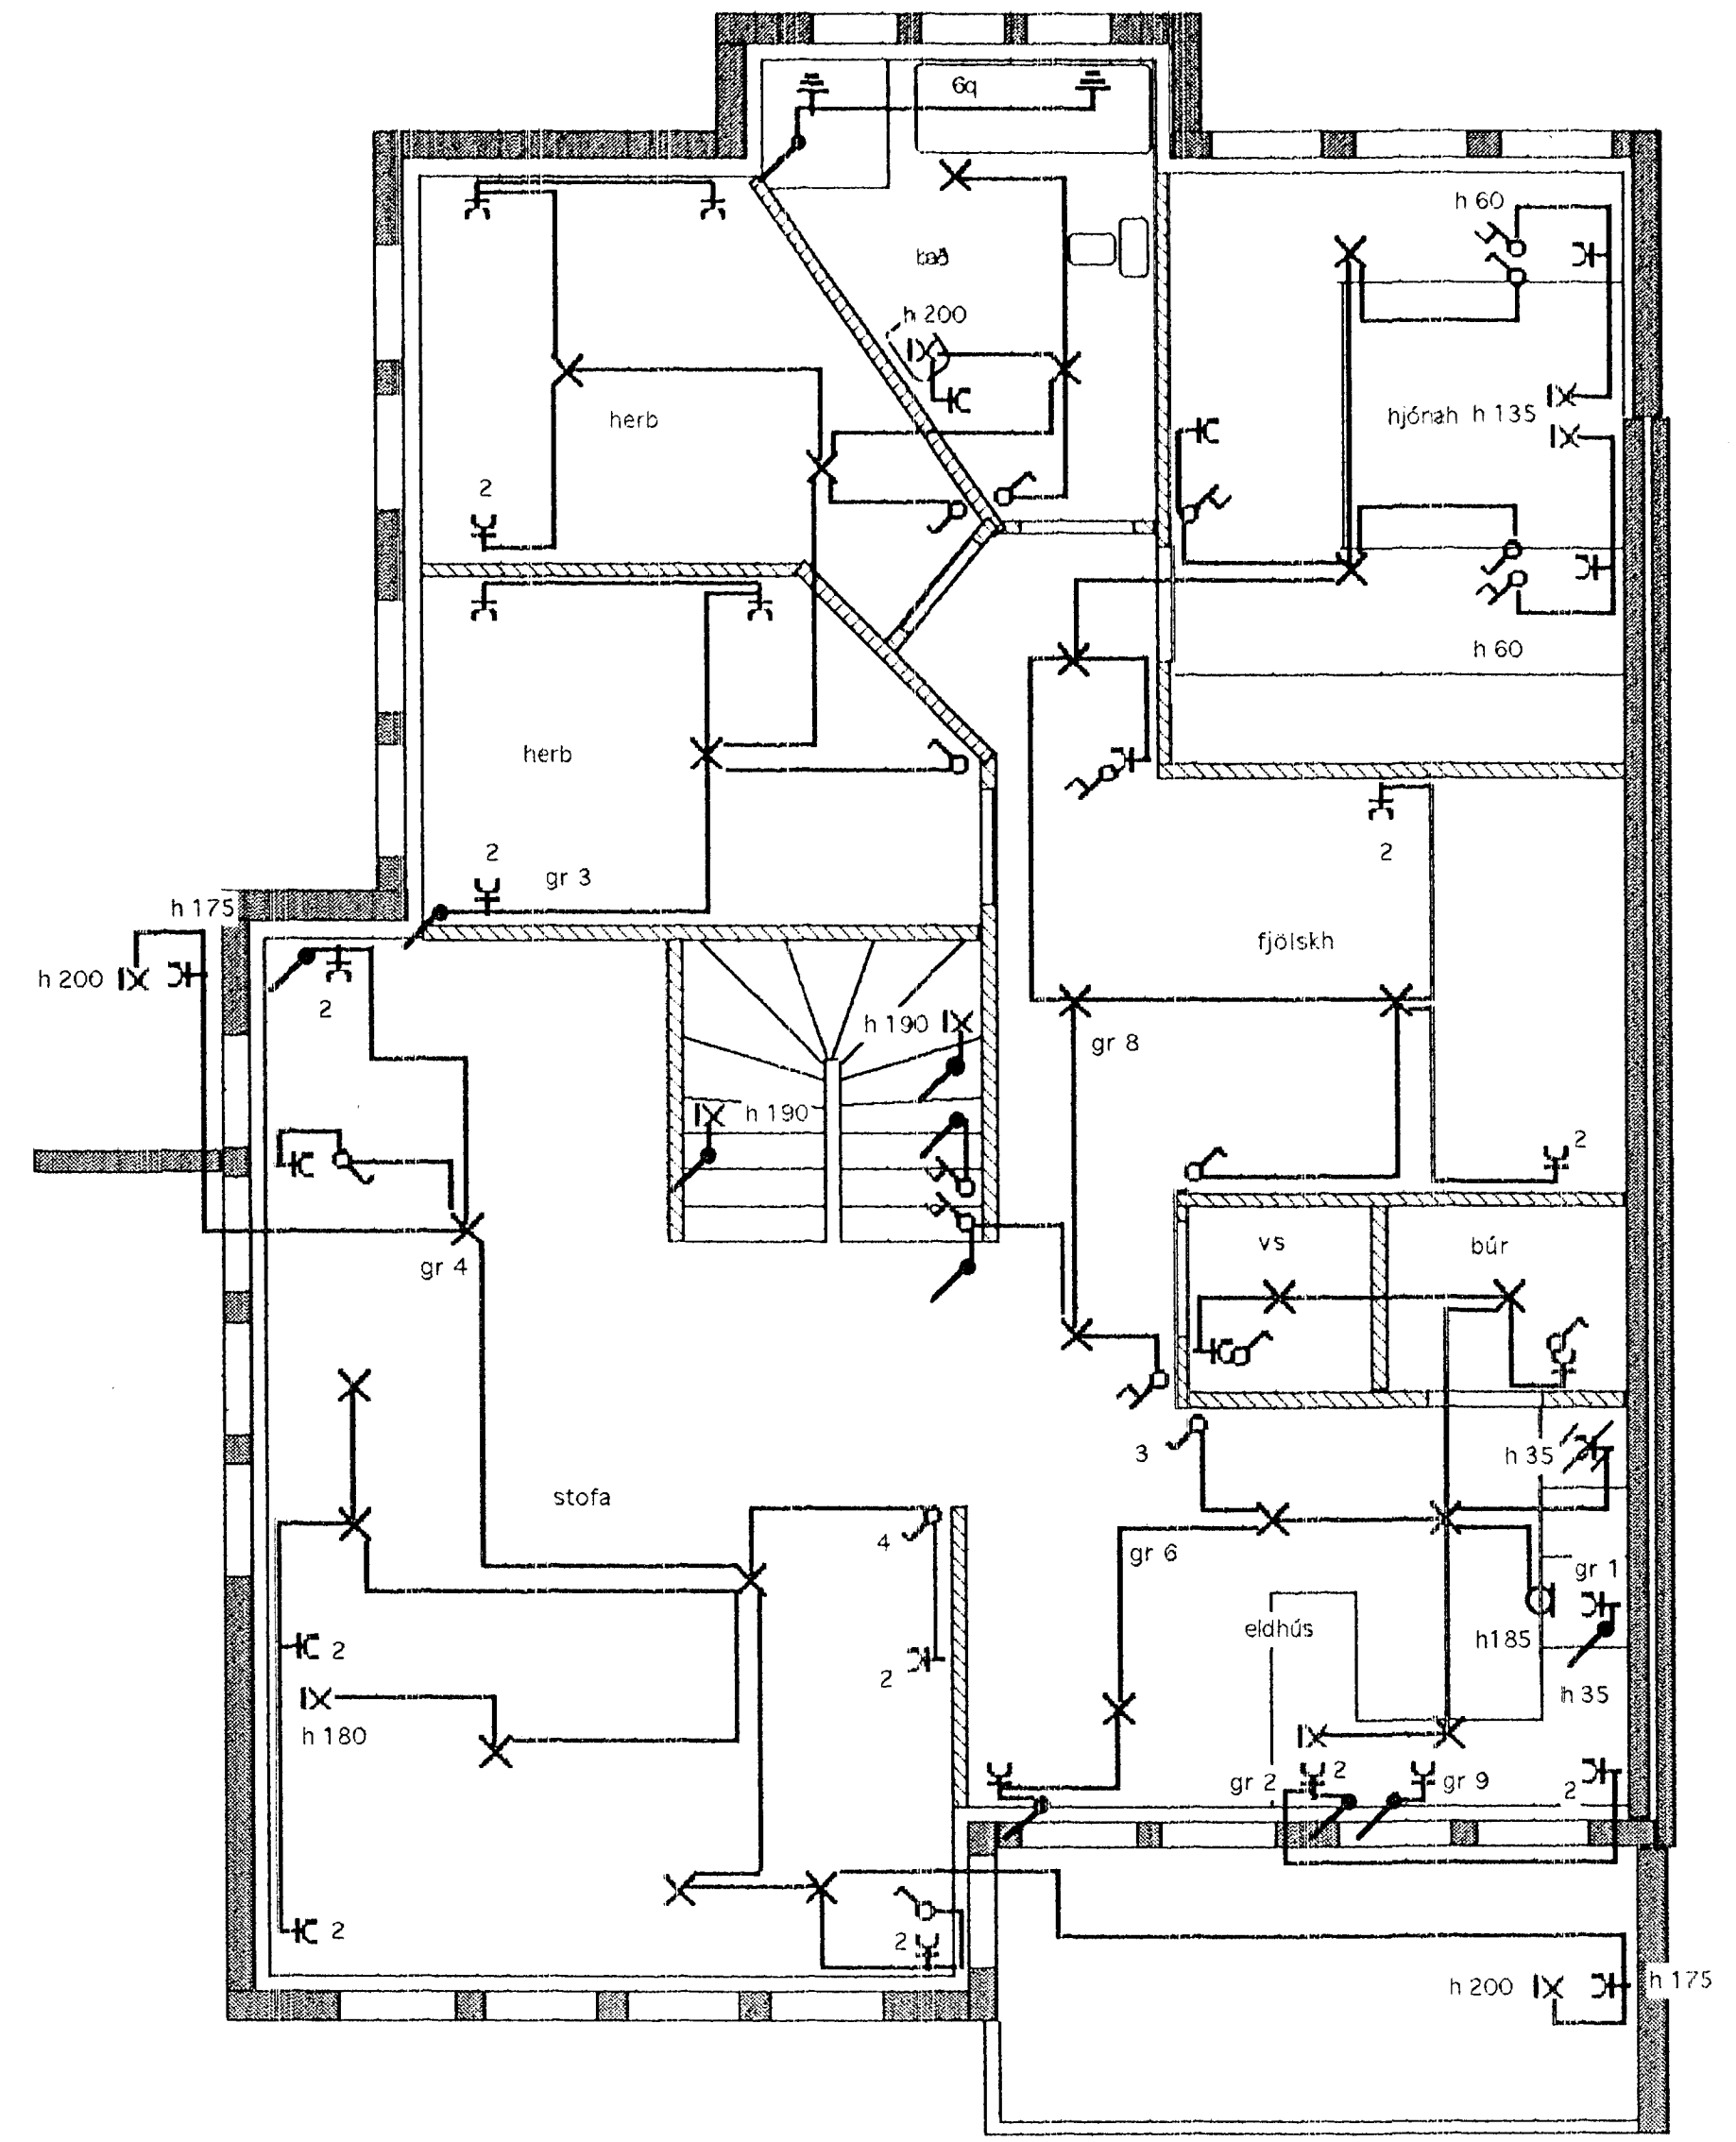 6q
h 60
bað
h 200
hjónah h 135
herb
2
h 60
herb
2
2
gr 3
h 175
fjölskh
h 200
2
h 190
gr 8
h 190
2
vs
búr
gr 4
3
h 35
stofa
4
gr 6
gr 1
eldhús
h185
2
2
h 35
h 180
gr 2
2
gr 9
2
2
2
h 200
h 175